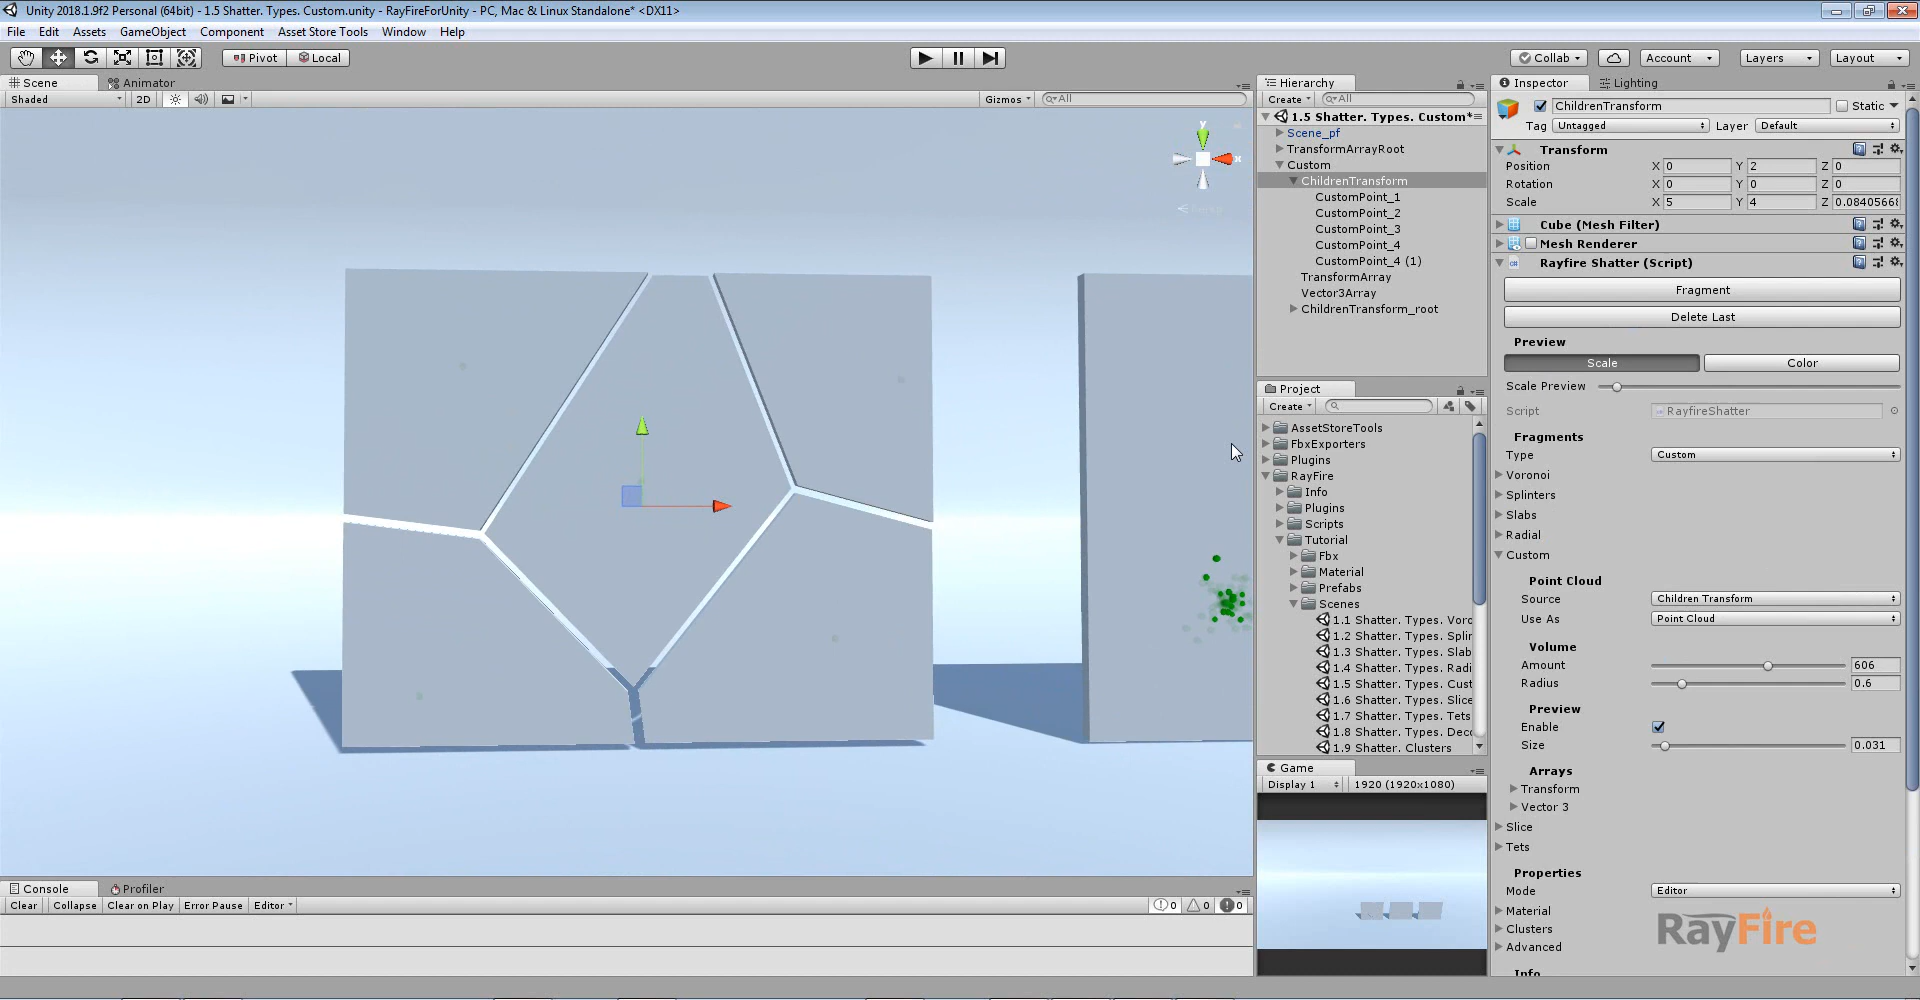 Unity 2018.1.9f2 Personal (64bit) - 1.5 Shatter. Types. Custom.unity - RayFireForUnity - PC, Mac & Linux Standalone* <DX11>
File Edit Assets GameObject Component Asset Store Tools Window Help
Pivot Local Collab Account Layers Layout
Scene Animator
Shaded 2D Gizmos All
y
x
Persp
Hierarchy
Create All
1.5 Shatter. Types. Custom*
Scene_pf
TransformArrayRoot
Custom
ChildrenTransform
CustomPoint_1
CustomPoint_2
CustomPoint_3
CustomPoint_4
CustomPoint_4 (1)
TransformArray
Vector3Array
ChildrenTransform_root
Project
Create
AssetStoreTools
FbxExporters
Plugins
RayFire
Info
Plugins
Scripts
Tutorial
Fbx
Material
Prefabs
Scenes
1.1 Shatter. Types. Voro
1.2 Shatter. Types. Splin
1.3 Shatter. Types. Slab
1.4 Shatter. Types. Radi
1.5 Shatter. Types. Cust
1.6 Shatter. Types. Slice
1.7 Shatter. Types. Tets
1.8 Shatter. Types. Deco
1.9 Shatter. Clusters
Game
Display 1 1920 (1920x1080)
Inspector Lighting
ChildrenTransform Static
Tag Untagged Layer Default
Transform
Position X 0 Y 2 Z 0
Rotation X 0 Y 0 Z 0
Scale X 5 Y 4 Z 0.0840566
Cube (Mesh Filter)
Mesh Renderer
Rayfire Shatter (Script)
Fragment
Delete Last
Preview
Scale Color
Scale Preview
Script RayfireShatter
Fragments
Type Custom
Voronoi
Splinters
Slabs
Radial
Custom
Point Cloud
Source Children Transform
Use As Point Cloud
Volume
Amount 606
Radius 0.6
Preview
Enable
Size 0.031
Arrays
Transform
Vector 3
Slice
Tets
Properties
Mode Editor
Material
Clusters
Advanced
Info
RayFire
Console Profiler
Clear Collapse Clear on Play Error Pause Editor 0 0 0